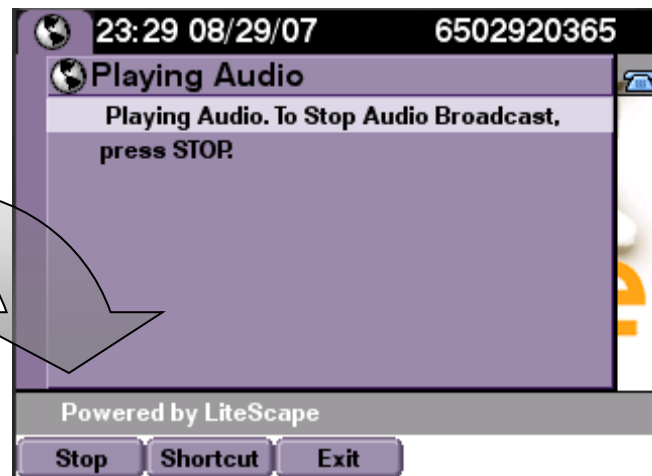 23:29 08/29/07 6502920365
Playing Audio
Playing Audio. To Stop Audio Broadcast,
press STOP.
Powered by LiteScape
Stop Shortcut Exit